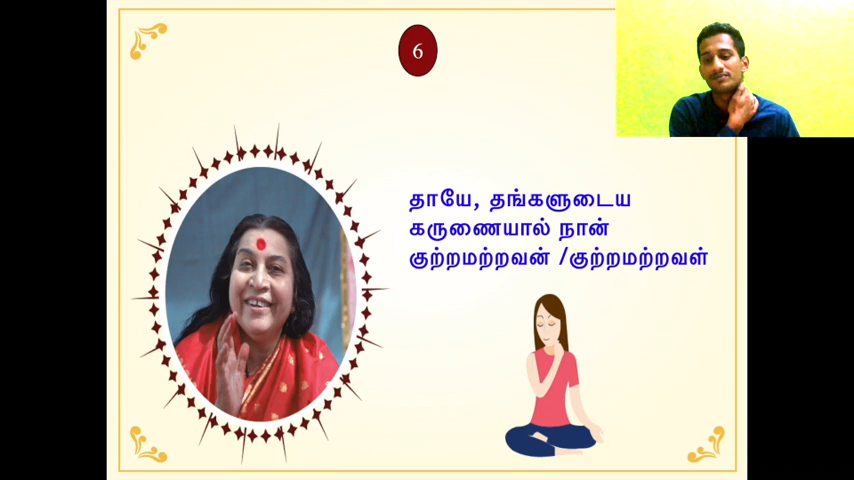 6
தாயே, தங்களுடைய
கருணையால் நான்
குற்றமற்றவன் /குற்றமற்றவள்